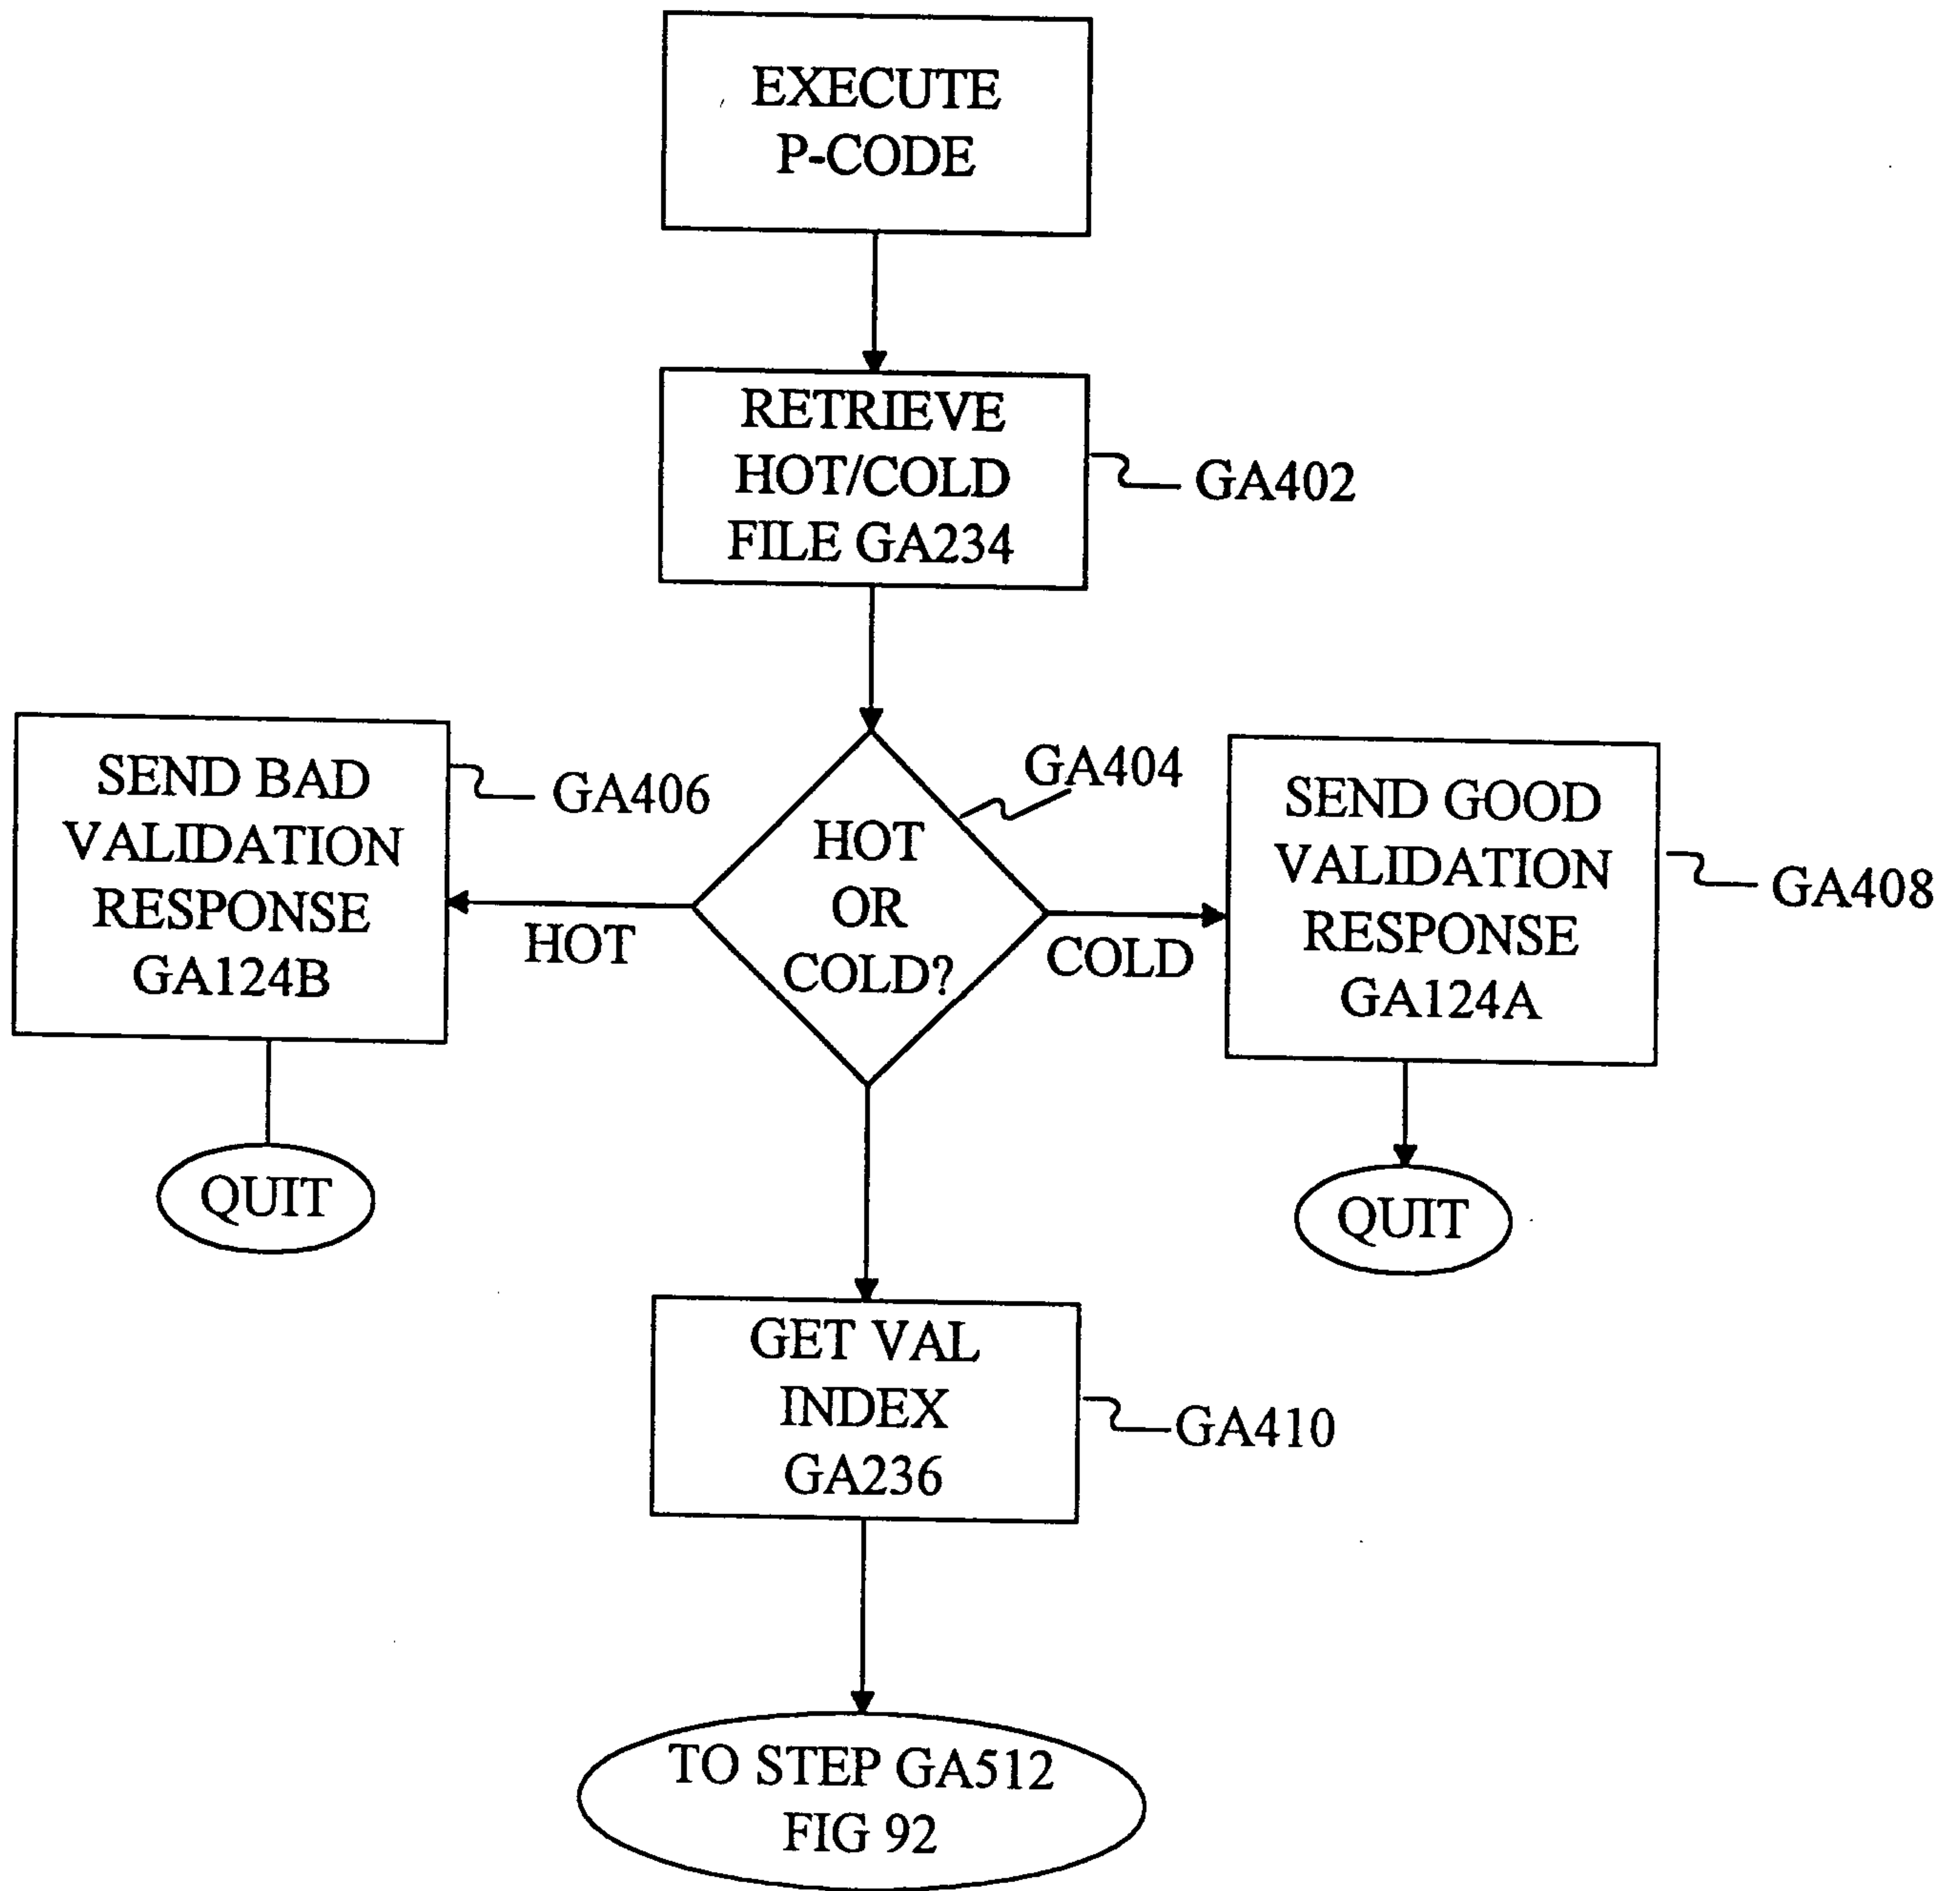 EXECUTE
P-CODE
RETRIEVE
HOT/COLD
FILE GA234
GA402
SEND BAD
VALIDATION
RESPONSE
GA124B
GA406
HOT
GA404
HOT
OR
COLD?
COLD
SEND GOOD
VALIDATION
RESPONSE
GA124A
GA408
QUIT
QUIT
GET VAL
INDEX
GA236
GA410
TO STEP GA512
FIG 92